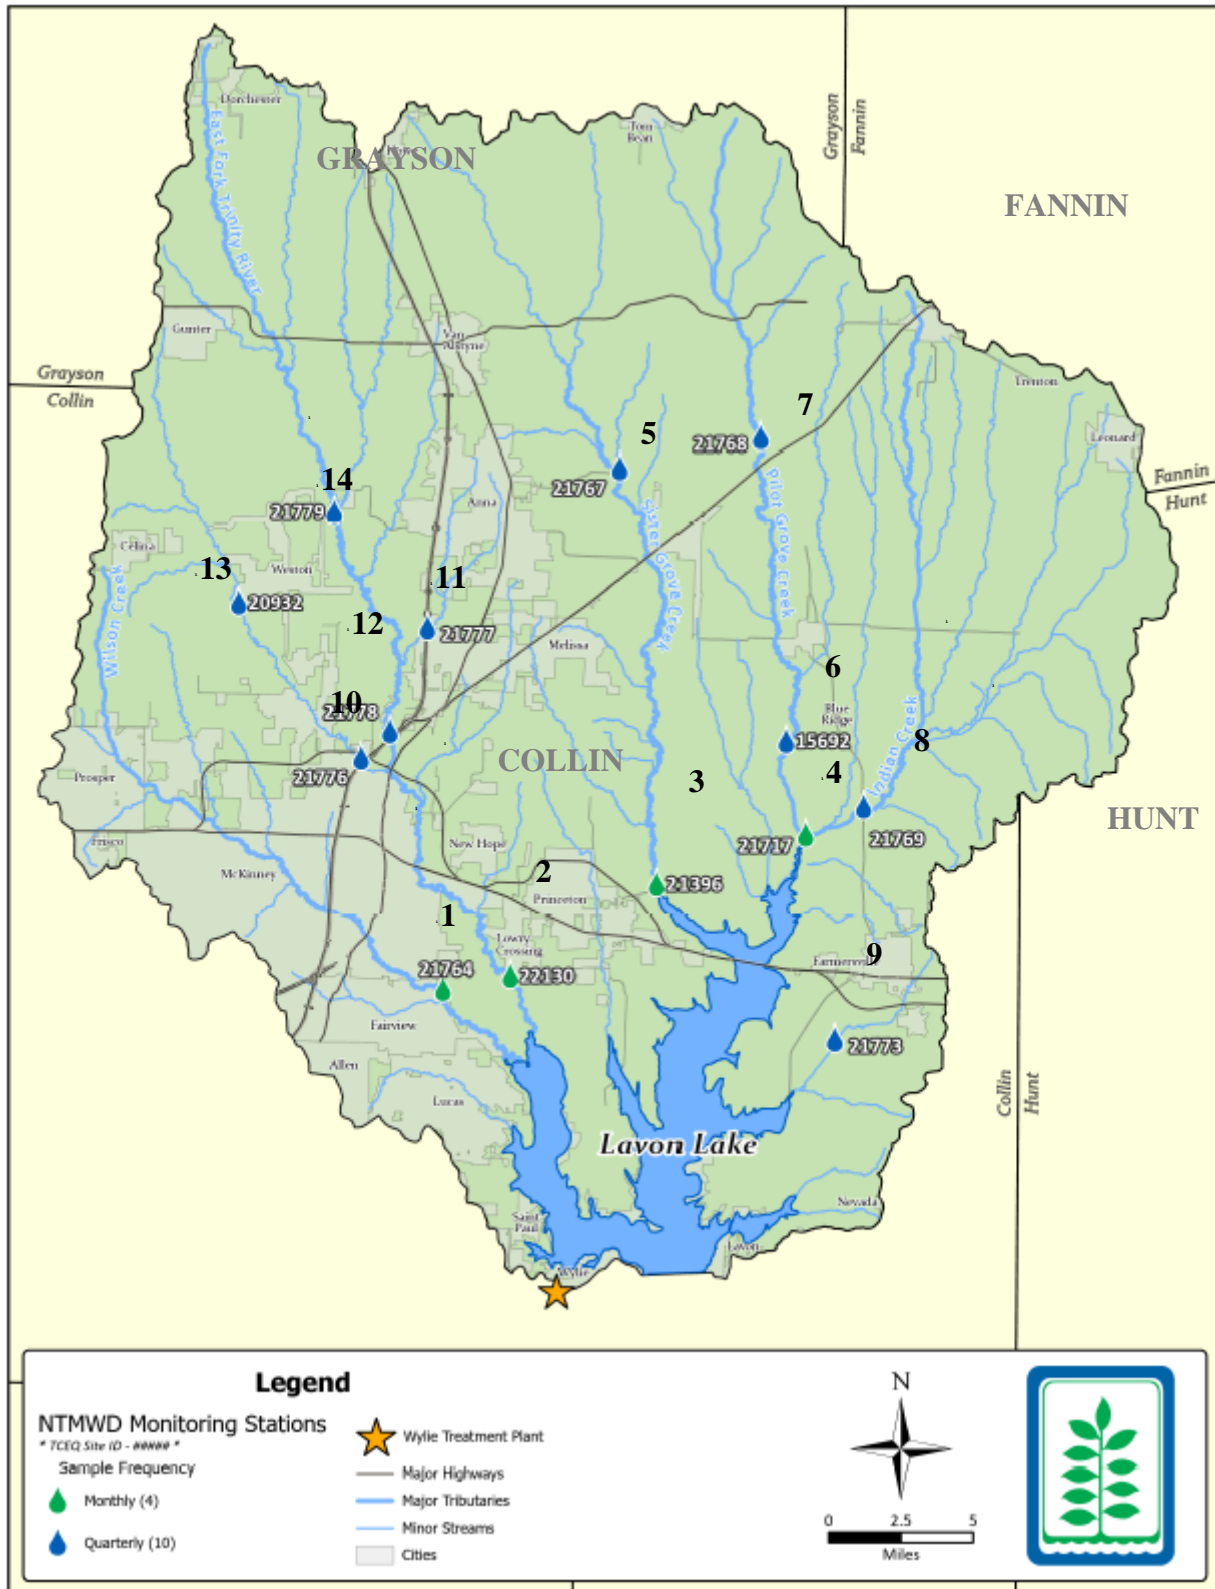 Dorchester
Tom
Bean
Grayson
Fannin
GRAYSON
FANNIN
East Fork Trinity River
Gunter
Van
Alstyne
Trenton
Grayson
Collin
7
5
21768
Leonard
21767
14
21779
Anna
Pilot Grove Creek
Sister Grove Creek
Fannin
Hunt
Celina
13
Weston
11
Wilson Creek
20932
12
21777
Melissa
6
10
21778
Blue
Ridge
15692
8
Indian Creek
COLLIN
Prosper
21776
3
4
HUNT
Frisco
New Hope
21717
21769
McKinney
2
21396
Princeton
1
Lowry
Crossing
9
21764
22130
Fairview
21773
Allen
Collin
Hunt
Lucas
Lavon Lake
Nevada
Saint
Paul
Lavon
Wylie
Legend
NTMWD Monitoring Stations
* TCEQ Site ID - ##### *
Sample Frequency
Monthly (4)
Quarterly (10)
Wylie Treatment Plant
Major Highways
Major Tributaries
Minor Streams
Cities
N
0 2.5 5
Miles